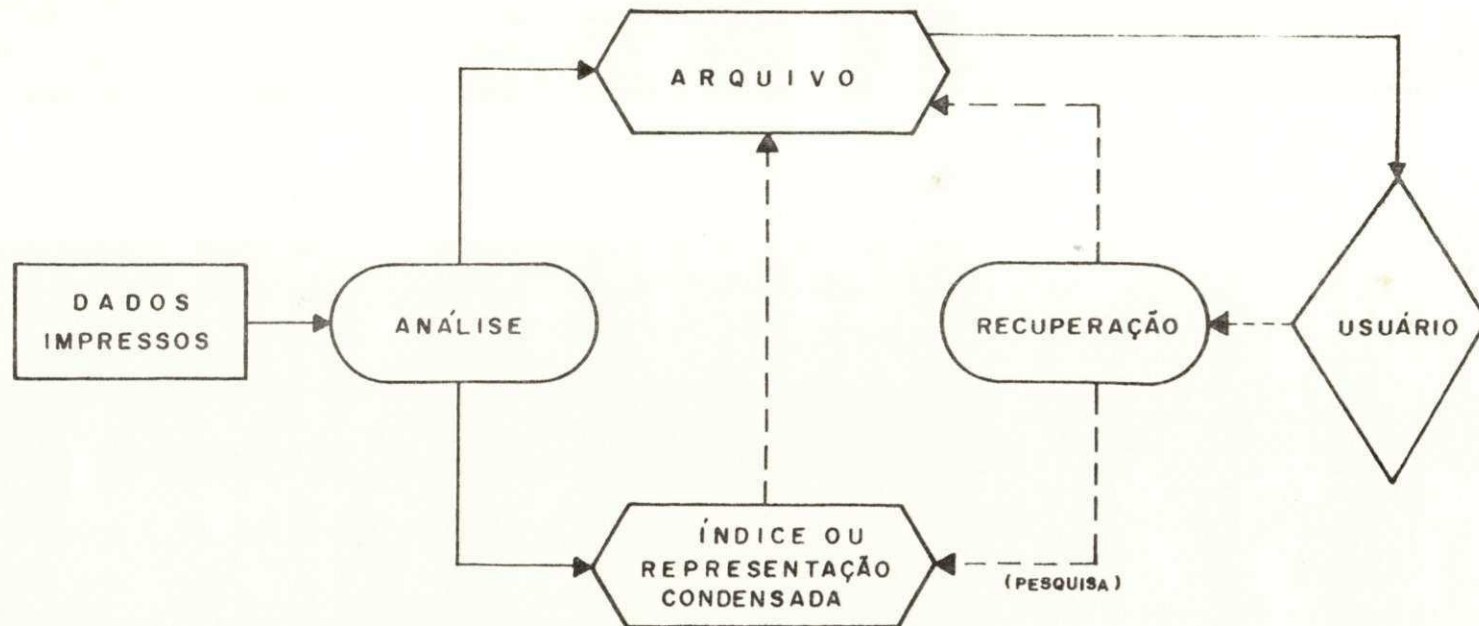 ARQUIVO
DADOS
IMPRESSOS
ANÁLISE
RECUPERAÇÃO
USUÁRIO
ÍNDICE OU
REPRESENTAÇÃO
CONDENSADA
(PESQUISA)